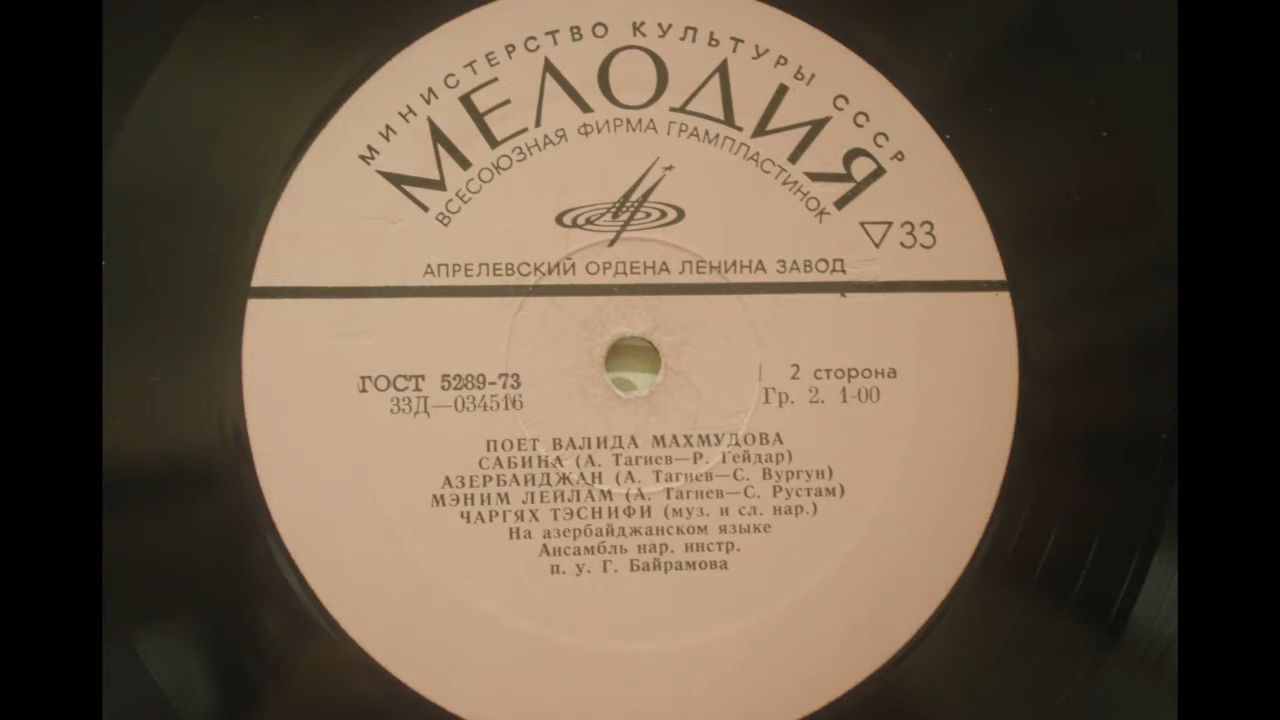 МИНИСТЕРСТВО КУЛЬТУРЫ СССР
МЕЛОДИЯ
ВСЕСОЮЗНАЯ ФИРМА ГРАМПЛАСТИНОК
▽33
АПРЕЛЕВСКИЙ ОРДЕНА ЛЕНИНА ЗАВОД
ГОСТ 5289-73
33Д—034516
2 сторона
Гр. 2. 1-00
ПОЕТ ВАЛИДА МАХМУДОВА
САБИНА (А. Тагиев—Р. Гейдар)
АЗЕРБАЙДЖАН (А. Тагиев—С. Вургун)
МЭНИМ ЛЕЙЛАМ (А. Тагиев—С. Рустам)
ЧАРГЯХ ТЭСНИФИ (муз. и сл. нар.)
На азербайджанском языке
Ансамбль нар. инстр.
п. у. Г. Байрамова